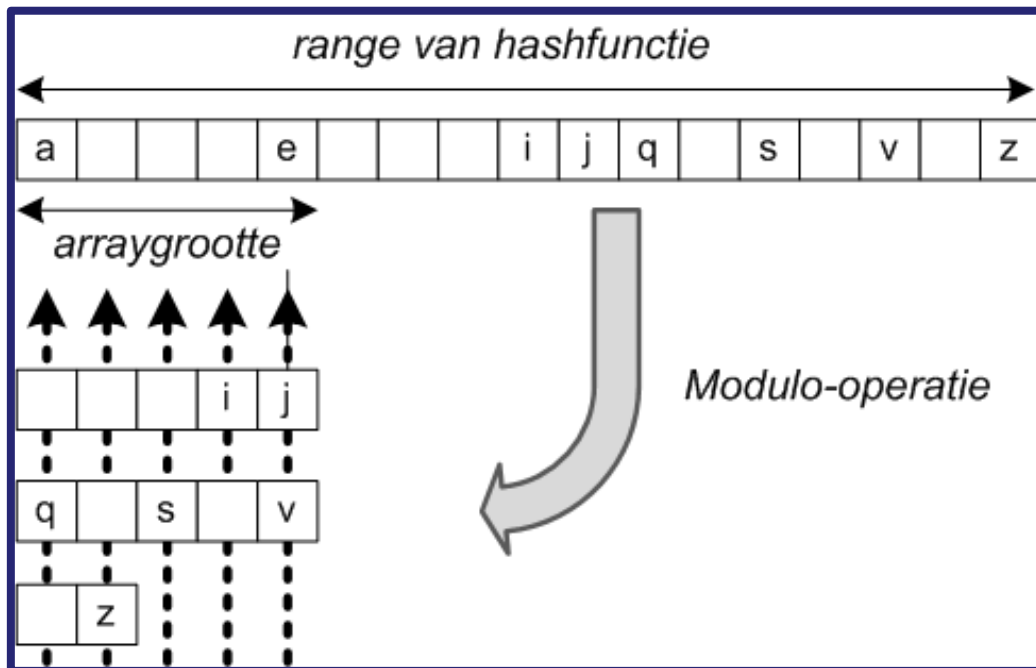 range van hashfunctie
a e i j q s v z
arraygrootte
i j
Modulo-operatie
q s v
z